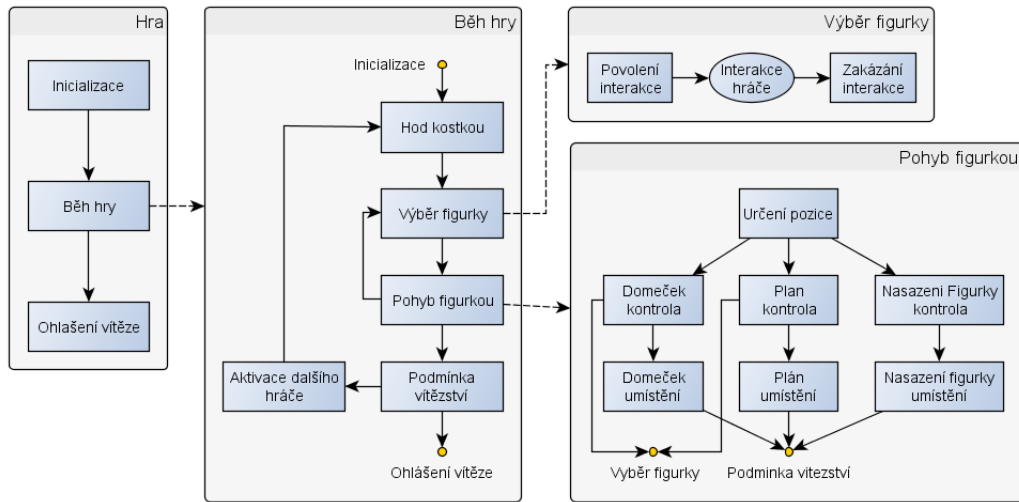 Hra
Inicializace
Běh hry
Ohlašení vítěze
Běh hry
Inicializace
Hod kostkou
Výběr figurky
Pohyb figurkou
Aktivace dalšího
hráče
Podmínka
vítězství
Ohlášení vítěze
Výběr figurky
Povolení
interakce
Interakce
hráče
Zakázání
interakce
Pohyb figurkou
Určení pozice
Domeček
kontrola
Plan
kontrola
Nasazeni Figurky
kontrola
Domeček
umístění
Plán
umístění
Nasazení figurky
umístění
Vyběr figurky
Podminka vitezství